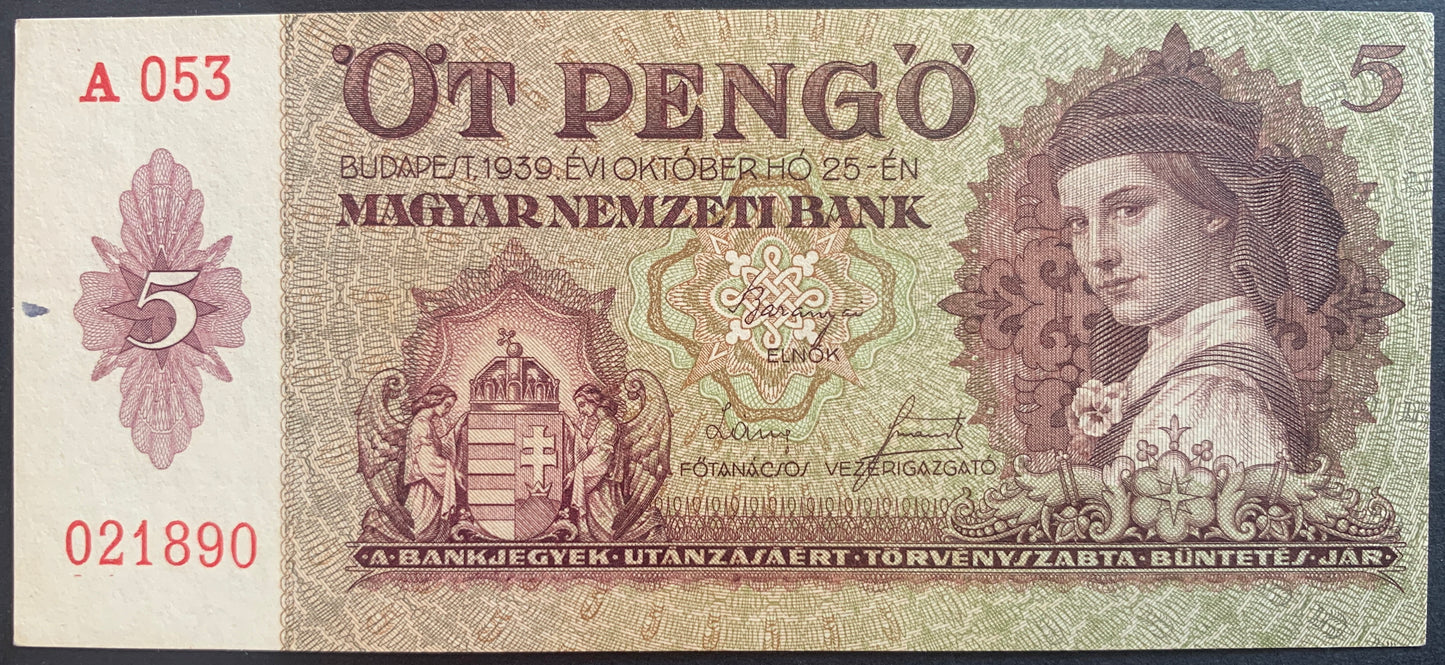 A 053
ÖT PENGŐ
5
BUDAPEST, 1939. ÉVI OKTÓBER HÓ 25-ÉN
MAGYAR NEMZETI BANK
5
ELNÖK
FŐTANÁCSOS VEZÉRIGAZGATÓ
021890
·A·BANKJEGYEK·UTÁNZÁSÁÉRT·TÖRVÉNYSZABTA·BÜNTETÉS·JÁR·